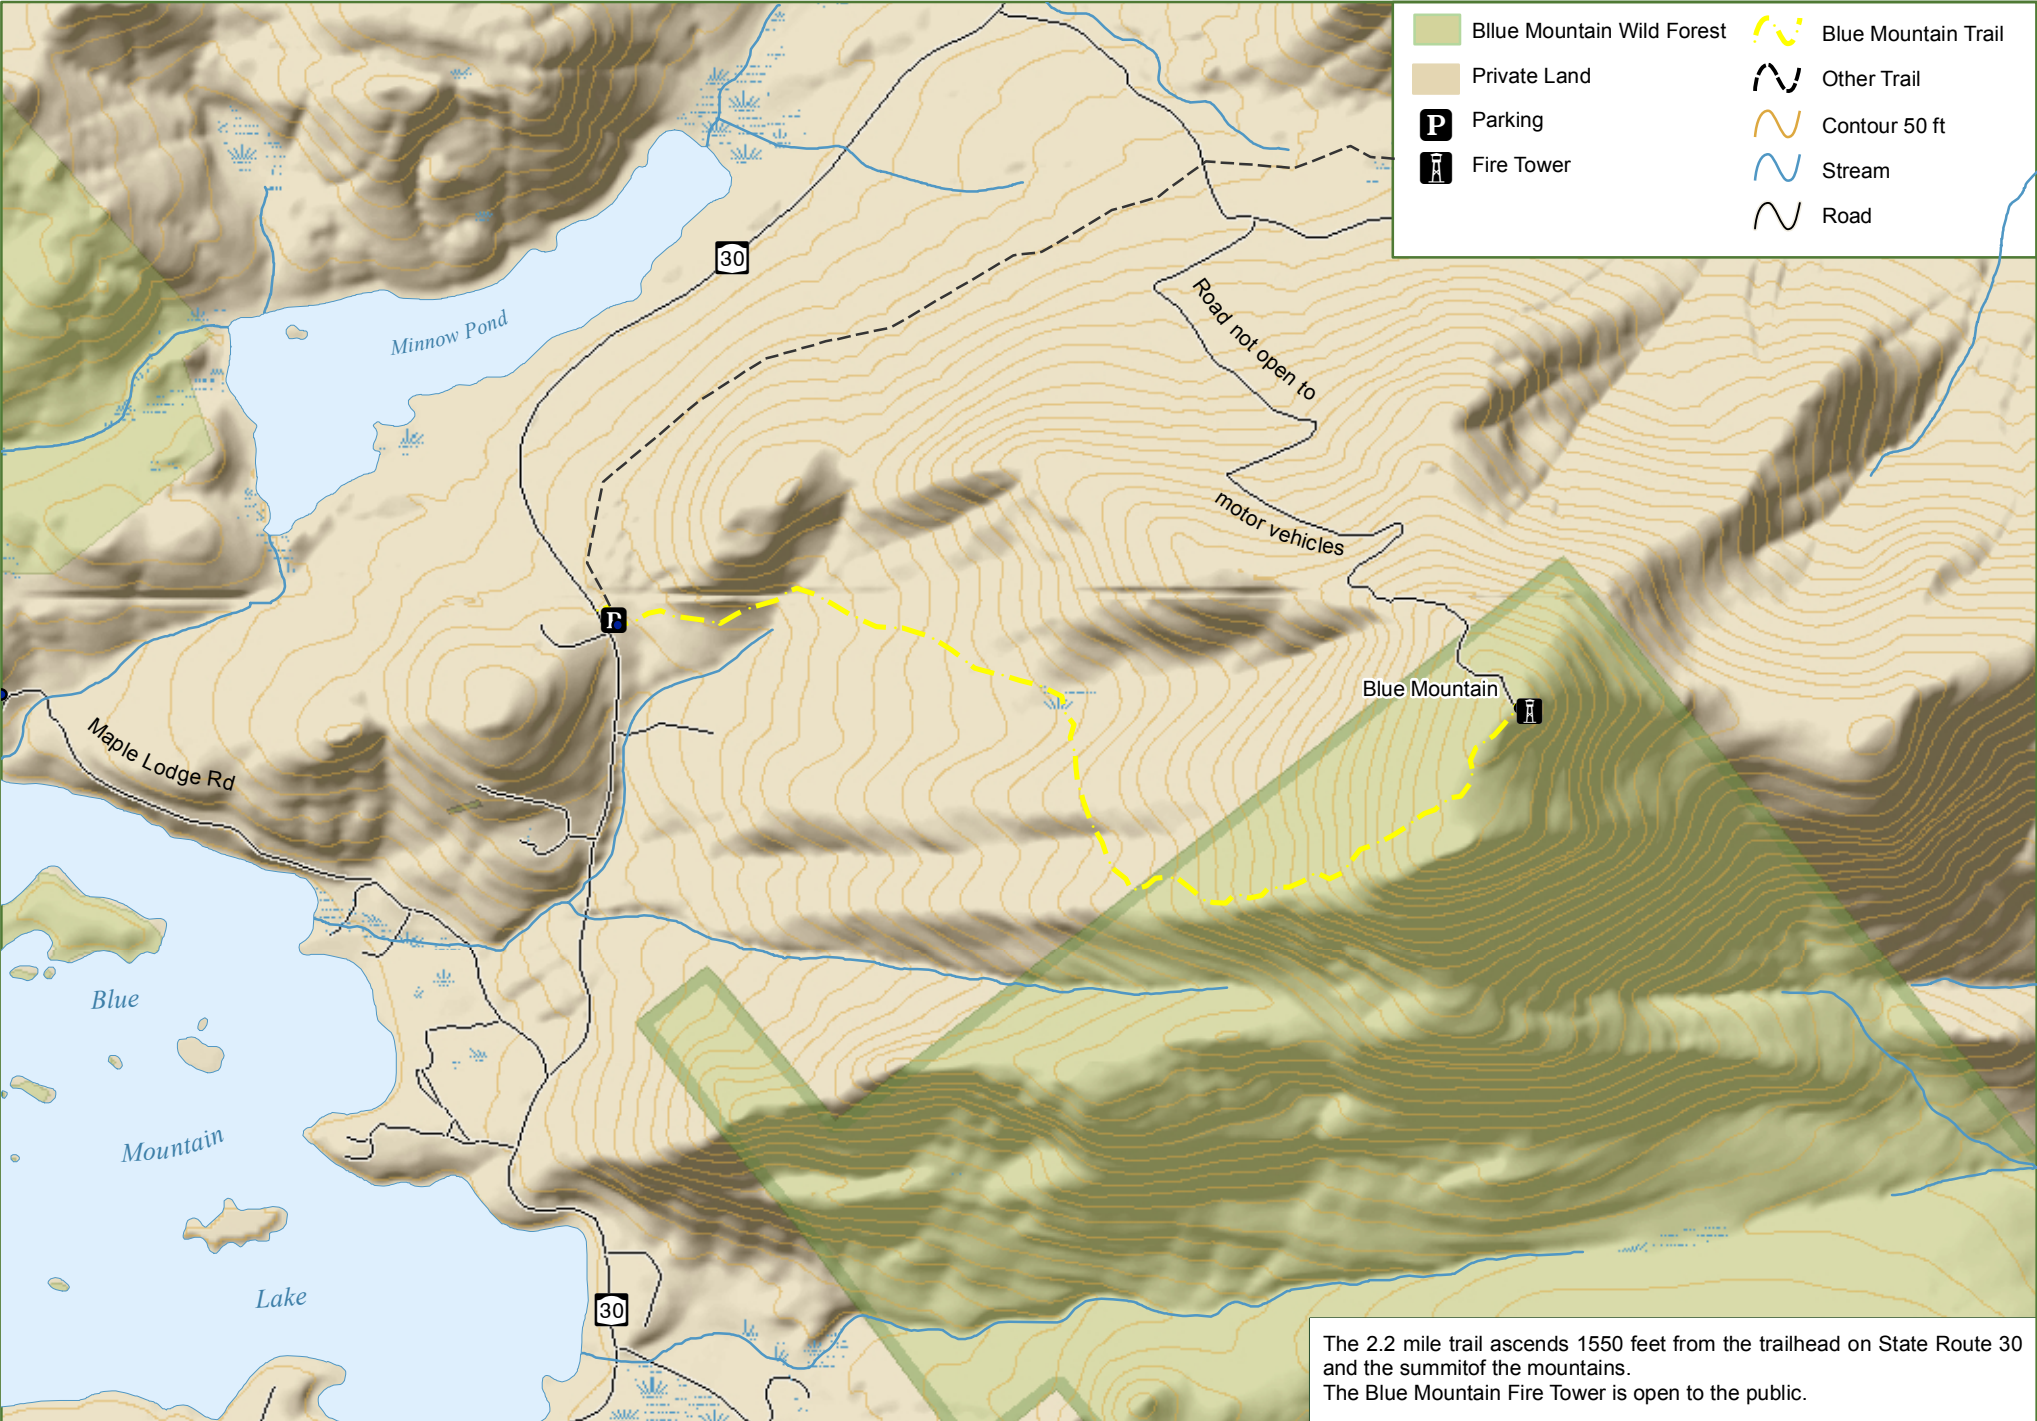 Bllue Mountain Wild Forest
Private Land
P
Parking
Fire Tower
Blue Mountain Trail
Other Trail
Contour 50 ft
Stream
Road
30
Minnow Pond
Road not open to
motor vehicles
P
Blue Mountain
Maple Lodge Rd
Blue
Mountain
Lake
30
The 2.2 mile trail ascends 1550 feet from the trailhead on State Route 30
and the summitof the mountains.
The Blue Mountain Fire Tower is open to the public.